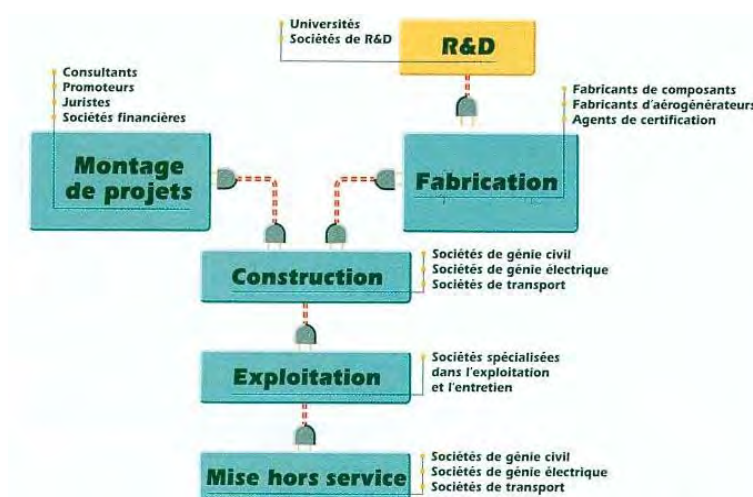 Universités
Sociétés de R&D
R&D
Consultants
Promoteurs
Juristes
Sociétés financières
Fabricants de composants
Fabricants d'aérogénérateurs
Agents de certification
Montage
de projets
Fabrication
Construction
Sociétés de génie civil
Sociétés de génie électrique
Sociétés de transport
Exploitation
Sociétés spécialisées
dans l'exploitation
et l'entretien
Mise hors service
Sociétés de génie civil
Sociétés de génie électrique
Sociétés de transport